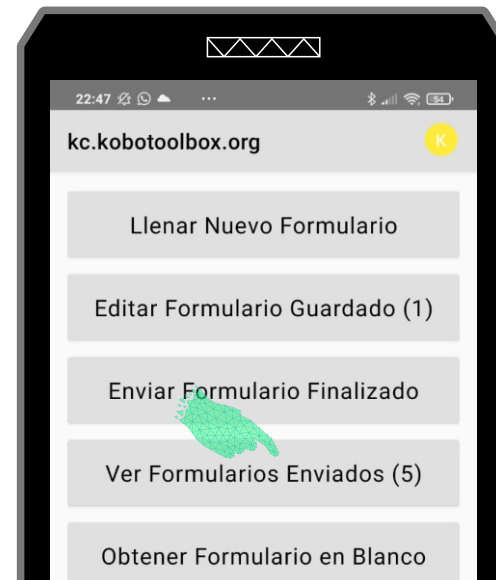 22:47 ... 54
kc.kobotoolbox.org K
Llenar Nuevo Formulario
Editar Formulario Guardado (1)
Enviar Formulario Finalizado
Ver Formularios Enviados (5)
Obtener Formulario en Blanco